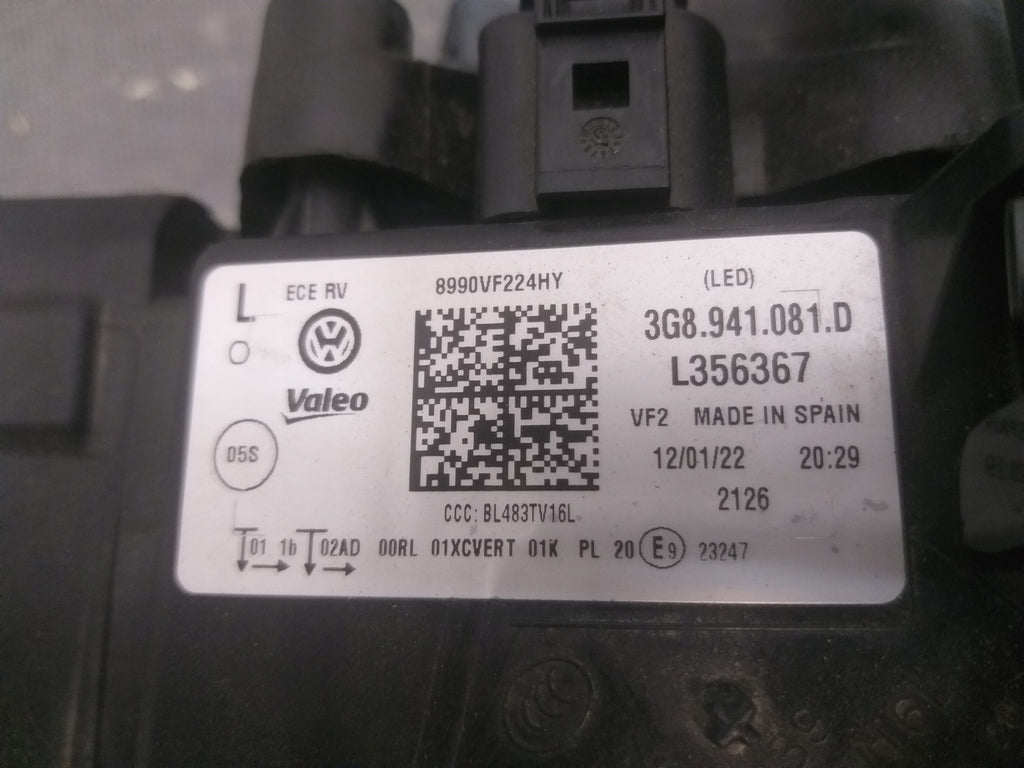 L
ECE RV
8990VF224HY
(LED)
O
3G8.941.081.D
L356367
Valeo
VF2 MADE IN SPAIN
05S
12/01/22 20:29
2126
CCC: BL483TV16L
01 1b 02AD 00RL 01XCVERT 01K PL 20 E9 23247